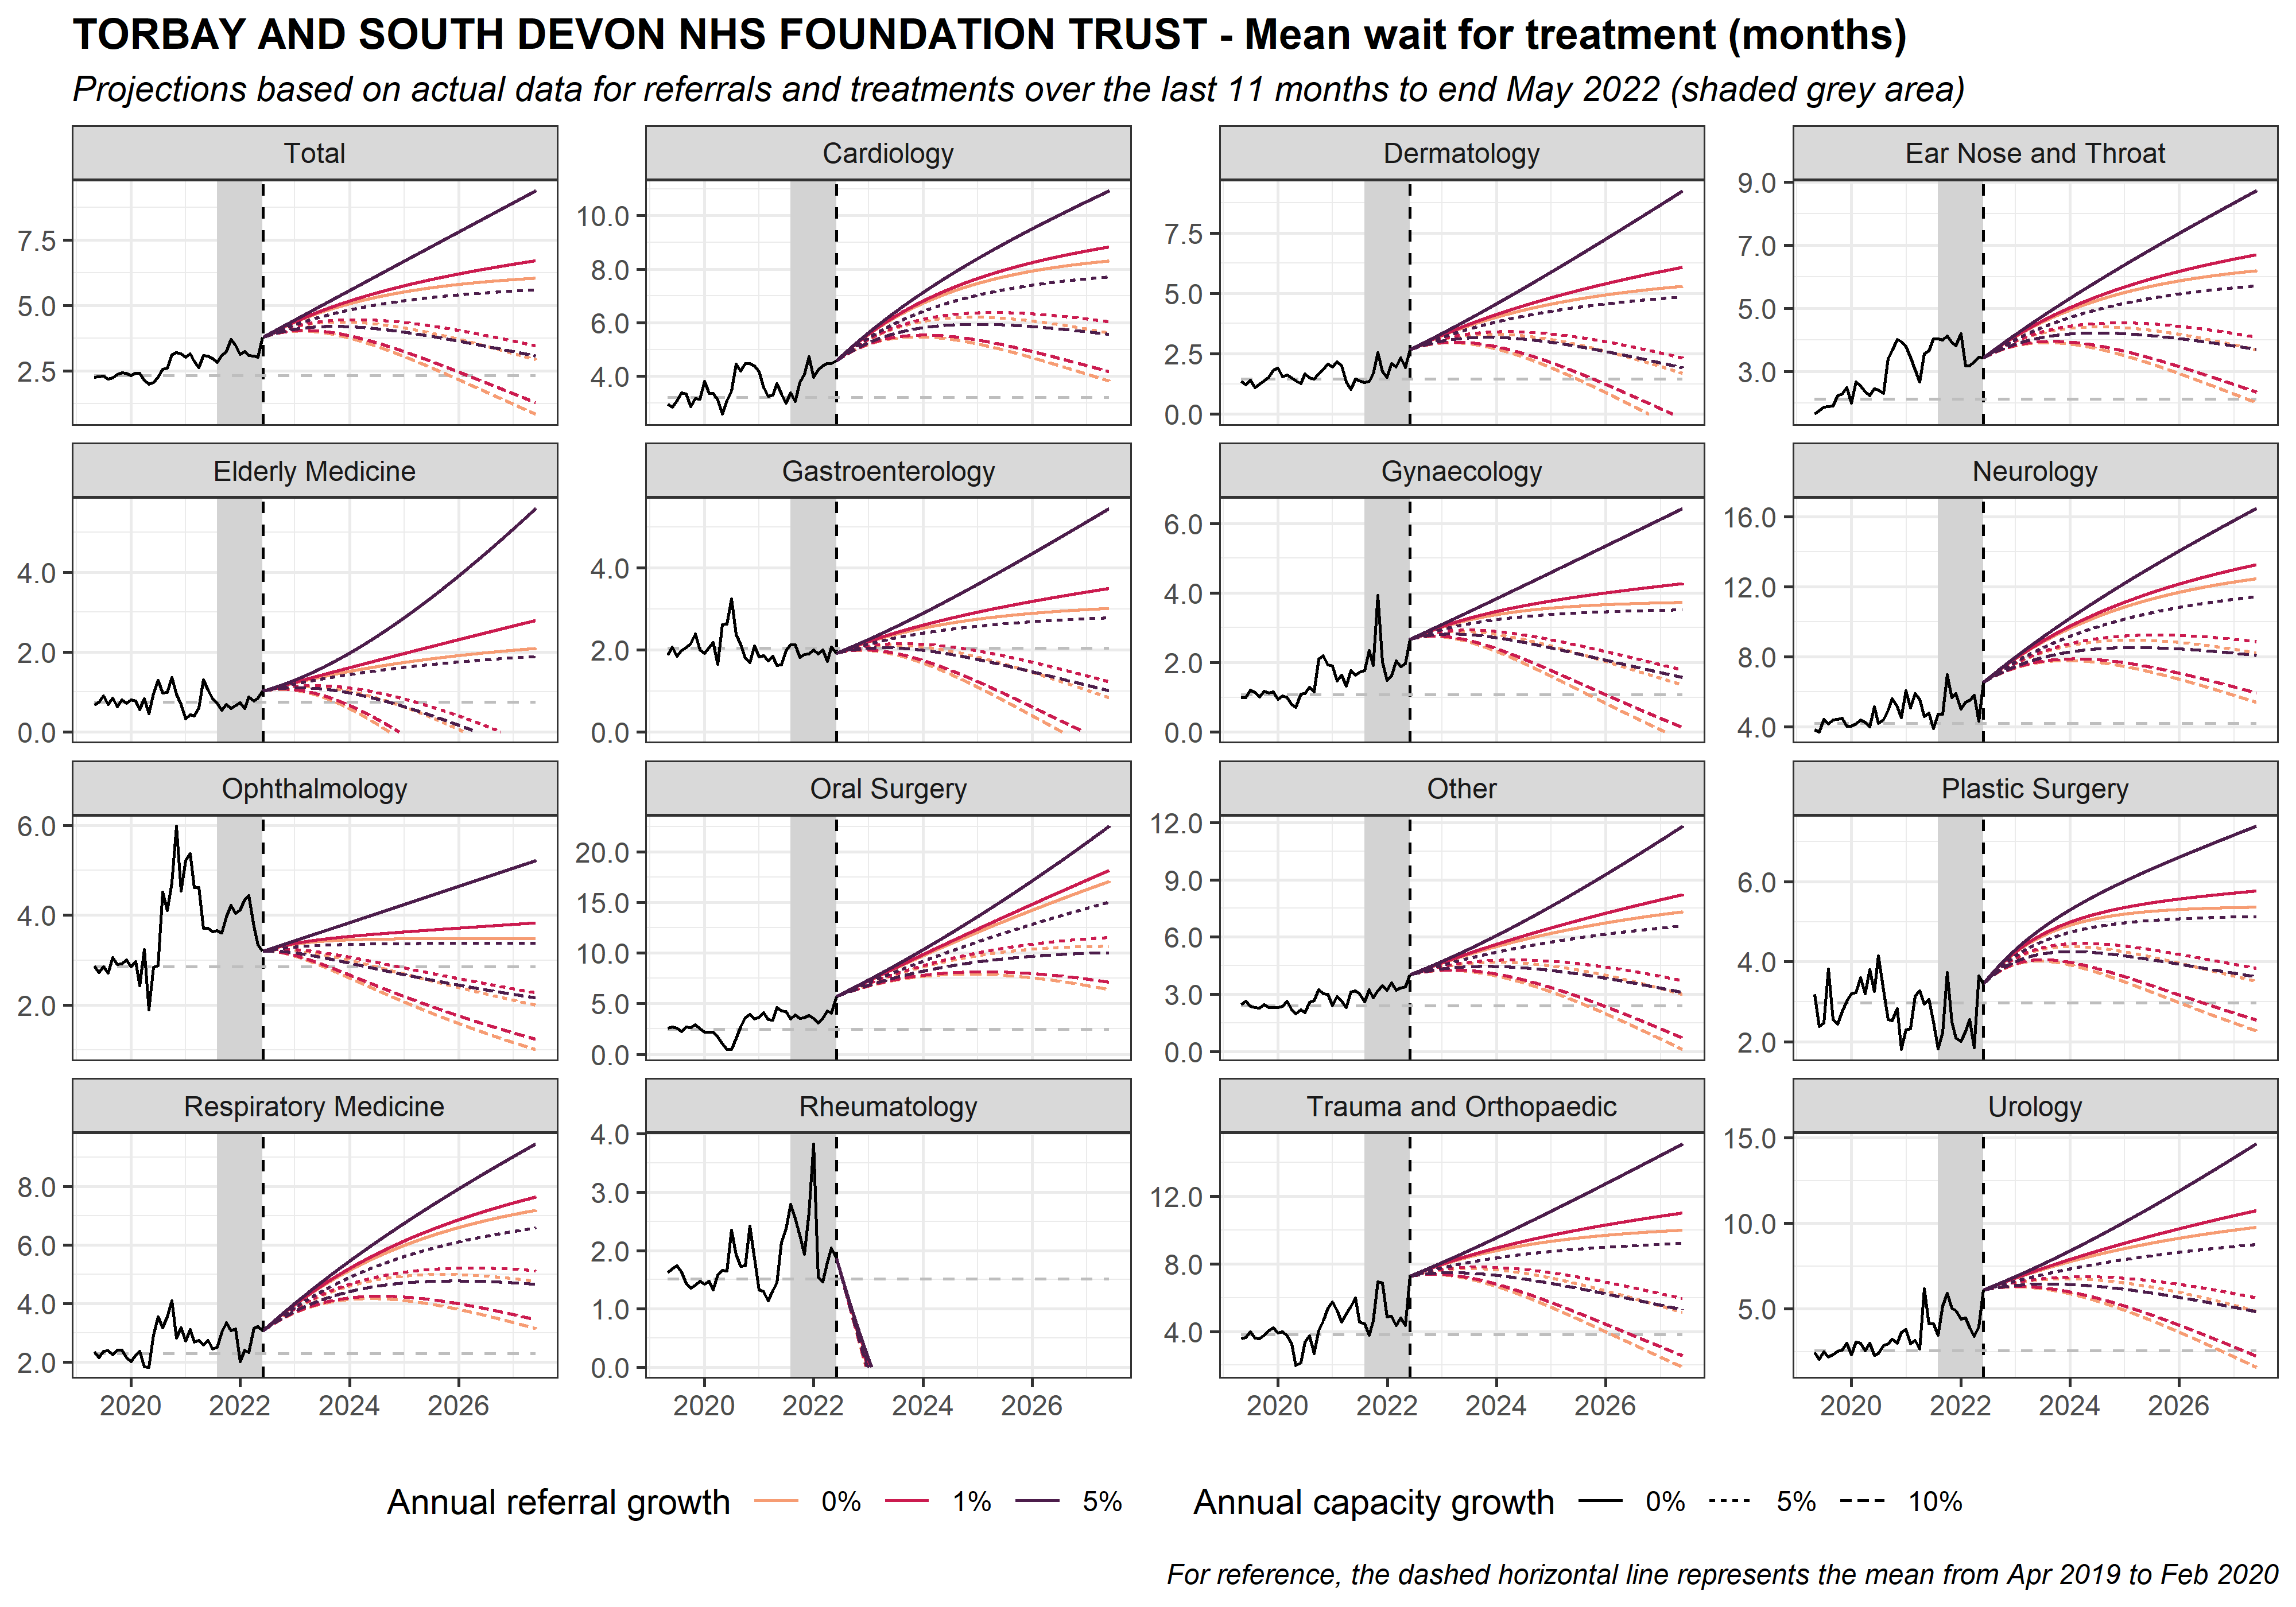 TORBAY AND SOUTH DEVON NHS FOUNDATION TRUST - Mean wait for treatment (months)
Projections based on actual data for referrals and treatments over the last 11 months to end May 2022 (shaded grey area)
Total
Cardiology
Dermatology
Ear Nose and Throat
7.5
5.0
2.5
10.0
8.0
6.0
4.0
7.5
5.0
2.5
0.0
9.0
7.0
5.0
3.0
Elderly Medicine
Gastroenterology
Gynaecology
Neurology
4.0
2.0
0.0
4.0
2.0
0.0
6.0
4.0
2.0
0.0
16.0
12.0
8.0
4.0
Ophthalmology
Oral Surgery
Other
Plastic Surgery
6.0
4.0
2.0
20.0
15.0
10.0
5.0
0.0
12.0
9.0
6.0
3.0
0.0
6.0
4.0
2.0
Respiratory Medicine
Rheumatology
Trauma and Orthopaedic
Urology
8.0
6.0
4.0
2.0
4.0
3.0
2.0
1.0
0.0
12.0
8.0
4.0
15.0
10.0
5.0
2020 2022 2024 2026
2020 2022 2024 2026
2020 2022 2024 2026
2020 2022 2024 2026
Annual referral growth 0% 1% 5%
Annual capacity growth 0% 5% 10%
For reference, the dashed horizontal line represents the mean from Apr 2019 to Feb 2020